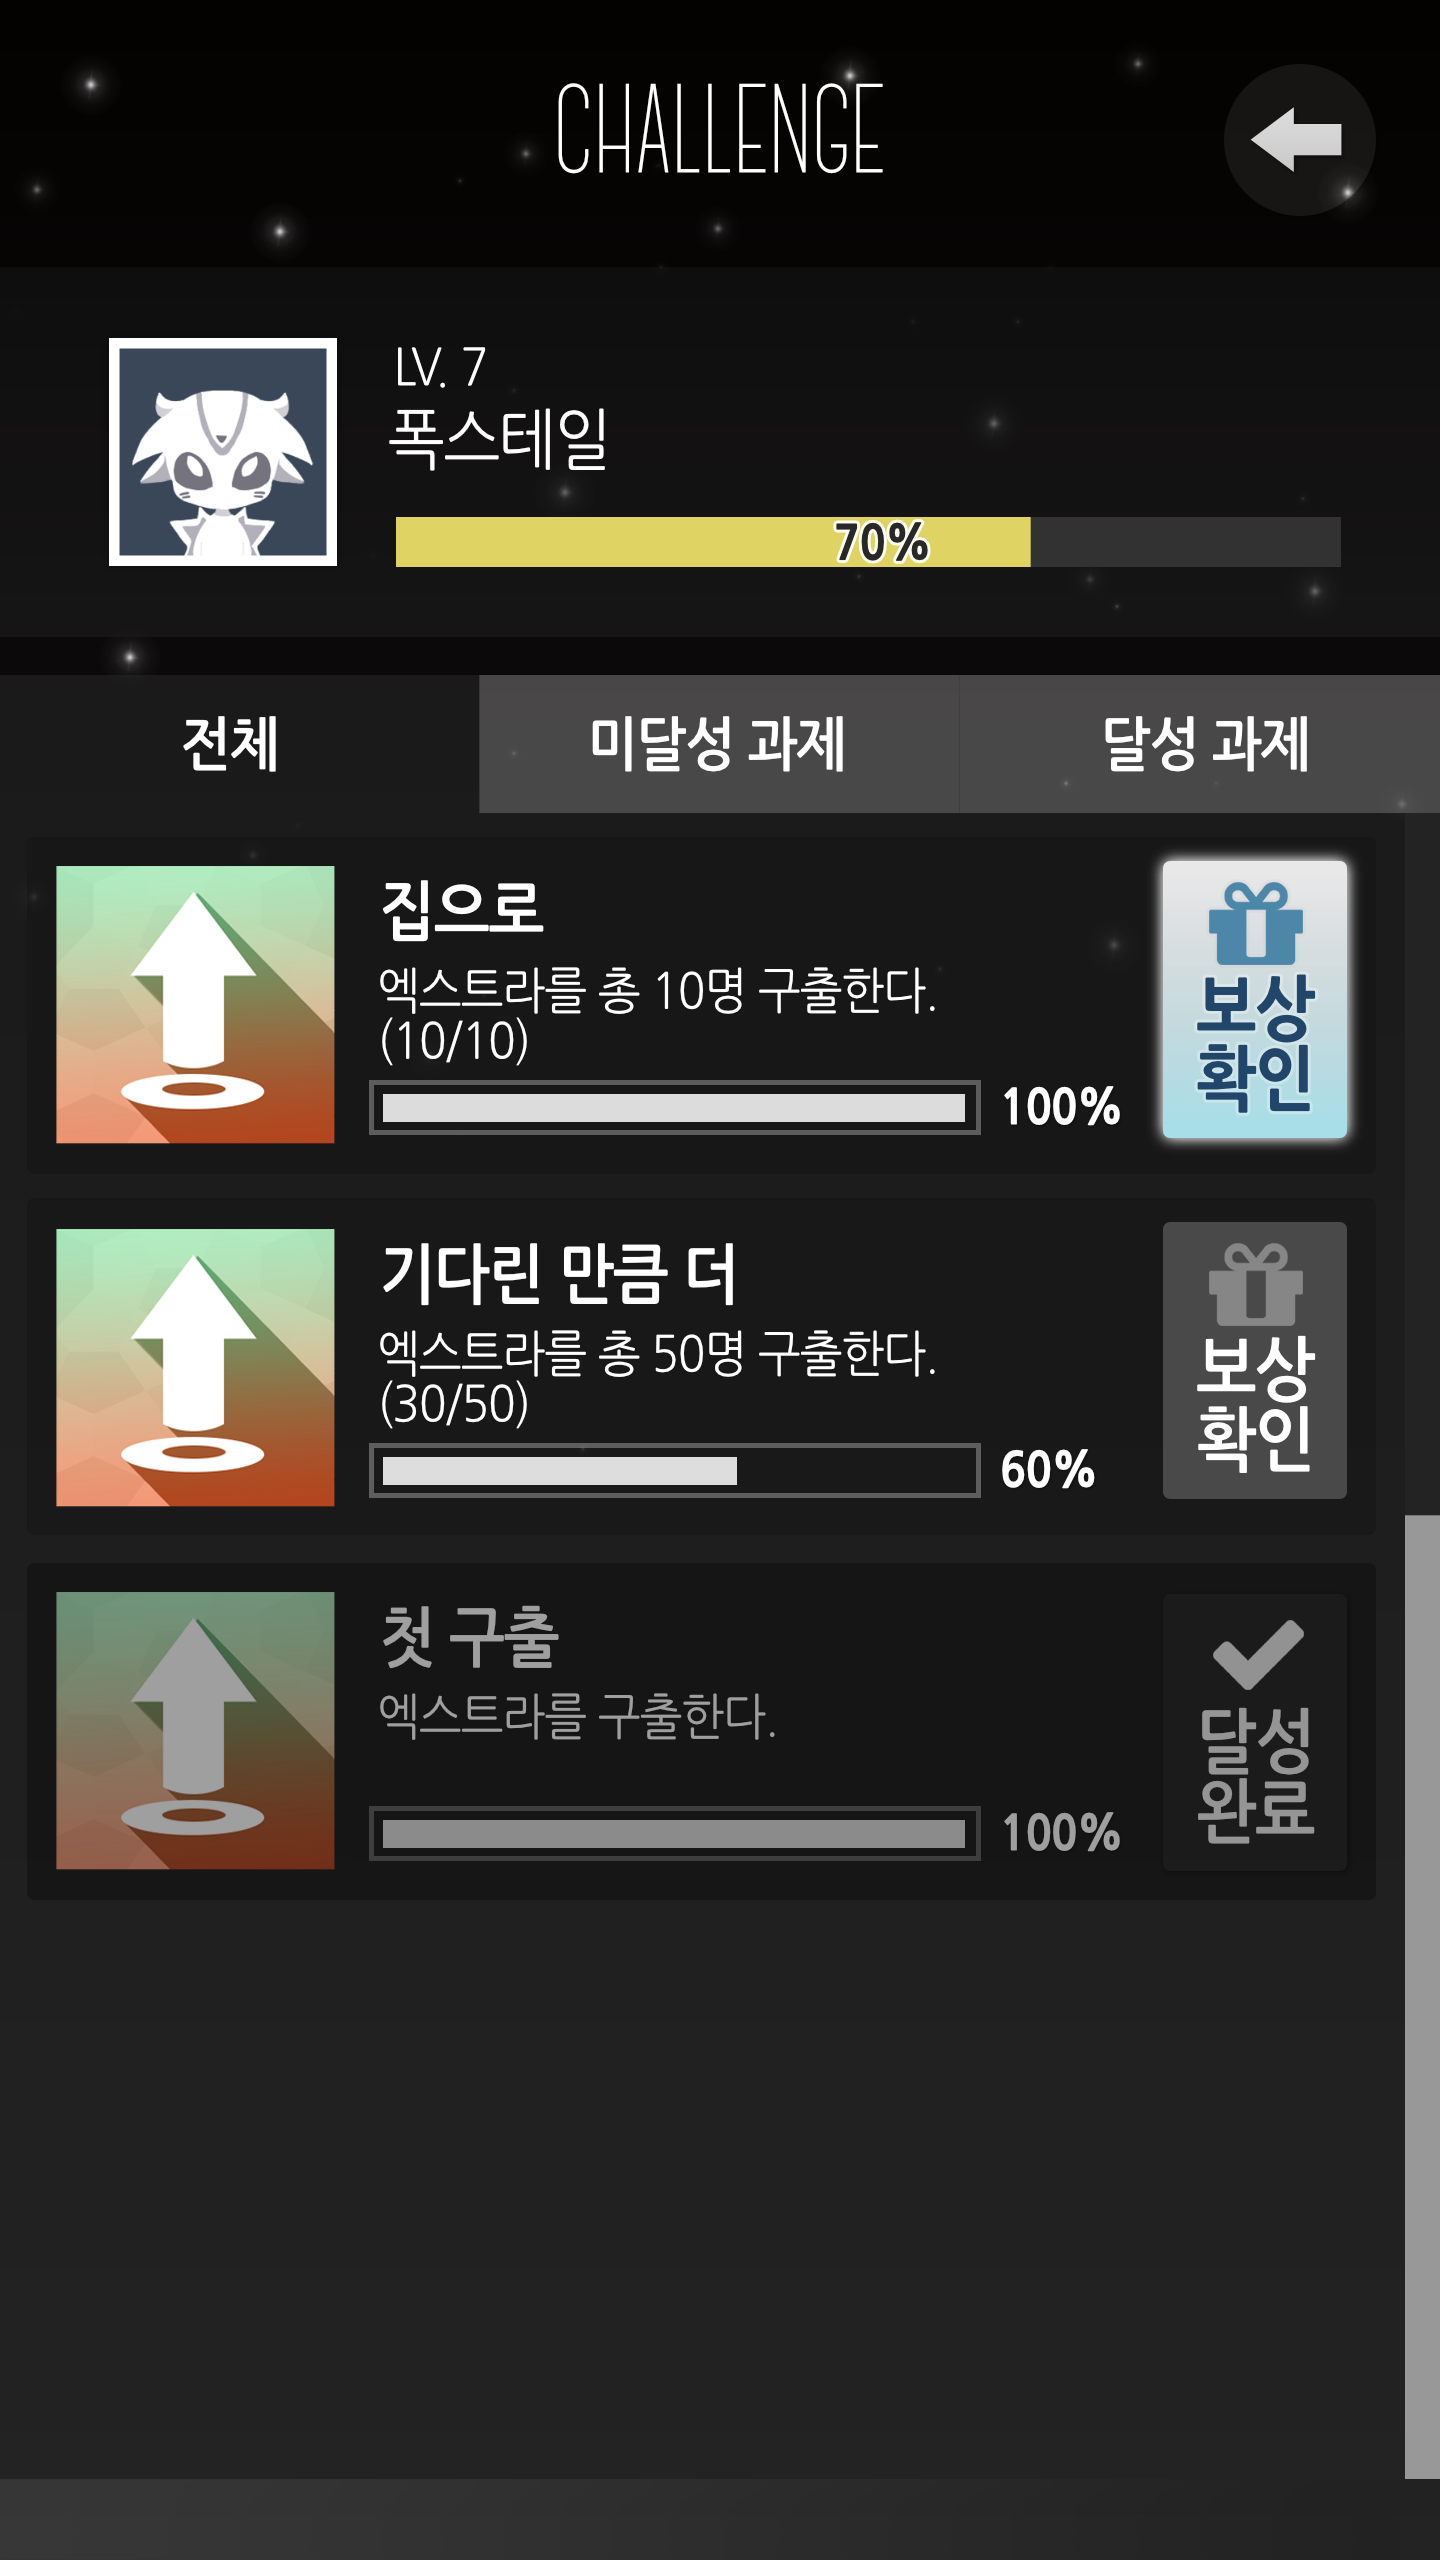 CHALLENGE
LV. 7
폭스테일
70%
전체
미달성 과제
달성 과제
집으로
엑스트라를 총 10명 구출한다.
(10/10)
100%
보상
확인
기다린 만큼 더
엑스트라를 총 50명 구출한다.
(30/50)
60%
보상
확인
첫 구출
엑스트라를 구출한다.
100%
달성
완료